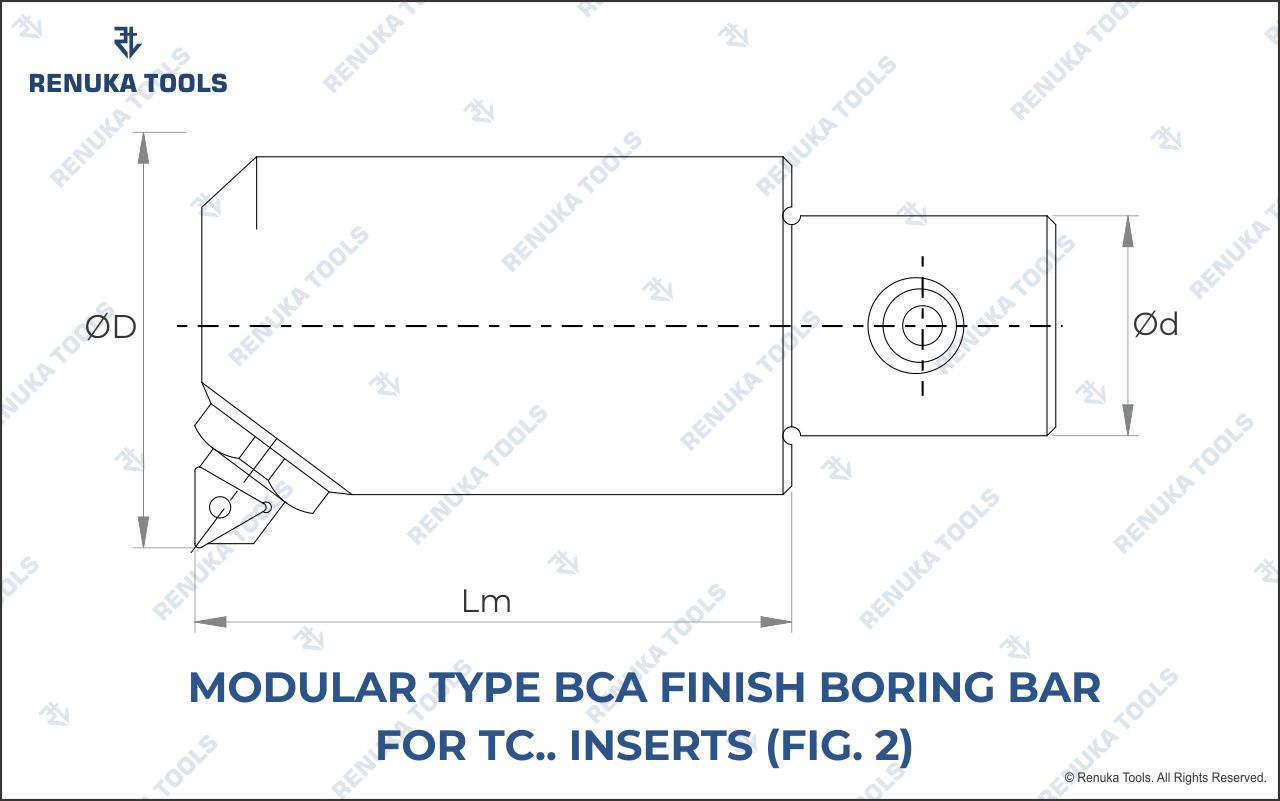 RENUKA TOOLS
ØD
Ød
Lm
MODULAR TYPE BCA FINISH BORING BAR
FOR TC.. INSERTS (FIG. 2)
© Renuka Tools. All Rights Reserved.